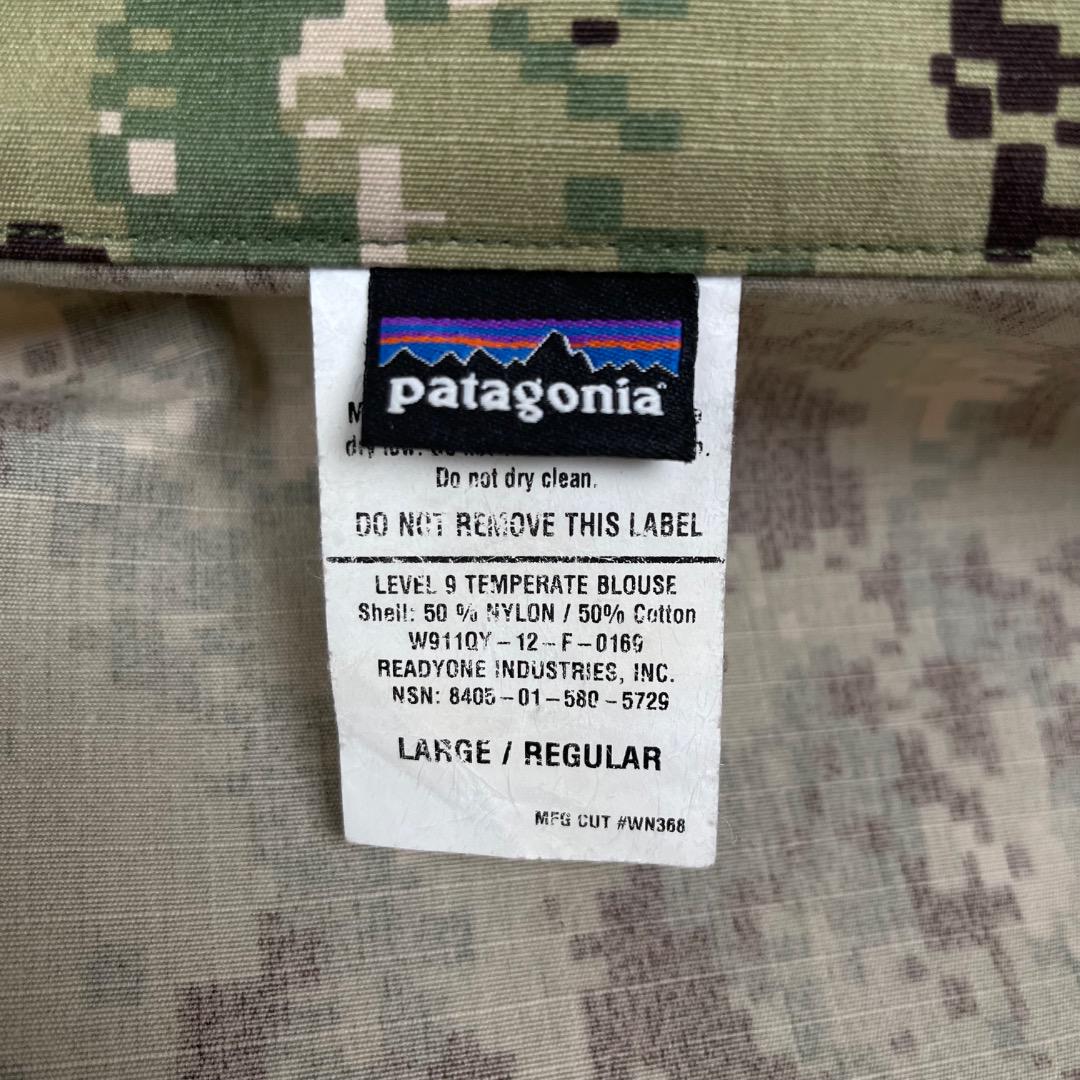 patagonia
Do not dry clean.
DO NOT REMOVE THIS LABEL
LEVEL 9 TEMPERATE BLOUSE
Shell: 50 % NYLON / 50% Cotton
W911QY-12-F-0169
READYONE INDUSTRIES, INC.
NSN: 8405-01-580-5729
LARGE / REGULAR
MFG CUT #WN368